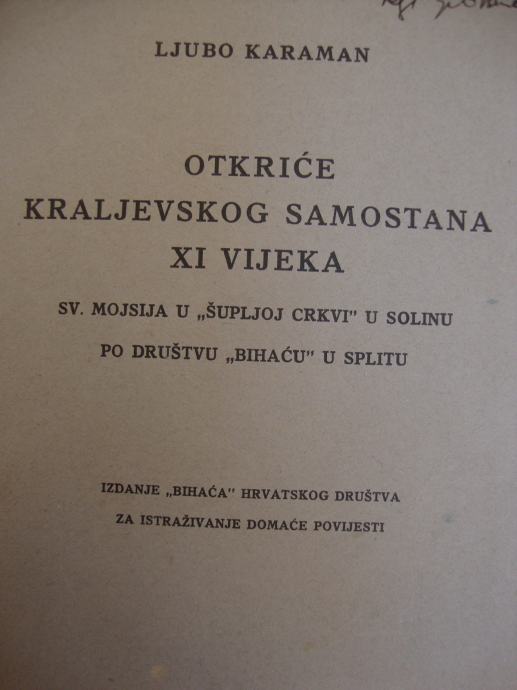 LJUBO KARAMAN
OTKRIĆE
KRALJEVSKOG SAMOSTANA
XI VIJEKA
SV. MOJSIJA U „ŠUPLJOJ CRKVI" U SOLINU
PO DRUŠTVU „BIHAĆU" U SPLITU
IZDANJE „BIHAĆA" HRVATSKOG DRUŠTVA
ZA ISTRAŽIVANJE DOMAĆE POVIJESTI